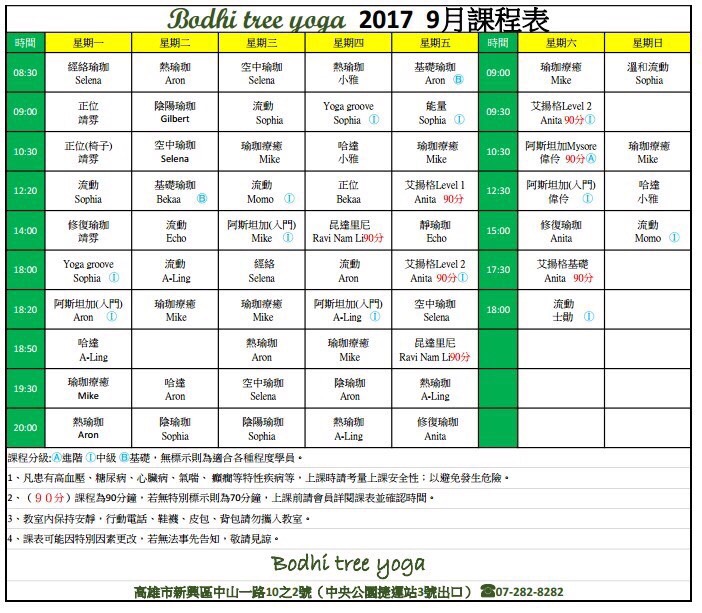 Bodhi tree yoga 2017 9月課程表
時間 星期一 星期二 星期三 星期四 星期五 時間 星期六 星期日
08:30 經絡瑜珈 熱瑜珈 空中瑜珈 熱瑜珈 基礎瑜珈 09:00 瑜珈療癒 溫和流動
Selena Aron Selena 小雅 Aron Ⓑ Mike Sophia
09:00 正位 陰陽瑜珈 流動 Yoga groove 能量 09:30 艾揚格Level 2
靖雰 Gilbert Sophia Sophia Ⓘ Sophia Ⓘ Anita 90分Ⓘ
10:30 正位(椅子) 空中瑜珈 瑜珈療癒 哈達 瑜珈療癒 10:30 阿斯坦加Mysore 瑜珈療癒
靖雰 Selena Mike 小雅 Mike 偉伶 90分Ⓐ Mike
12:20 流動 基礎瑜珈 流動 正位 艾揚格Level 1 12:30 阿斯坦加(入門) 哈達
Sophia Bekaa Ⓑ Momo Ⓘ Bekaa Anita 90分 偉伶 Ⓘ 小雅
14:00 修復瑜珈 流動 阿斯坦加(入門) 昆達里尼 靜瑜珈 15:00 修復瑜珈 流動
靖雰 Echo Mike Ⓘ Ravi Nam Li90分 Echo Anita Momo Ⓘ
18:00 Yoga groove 流動 經絡 流動 艾揚格Level 2 17:30 艾揚格基礎
Sophia Ⓘ A-Ling Selena Aron Anita 90分Ⓘ Anita 90分
18:20 阿斯坦加(入門) 瑜珈療癒 瑜珈療癒 阿斯坦加(入門) 空中瑜珈 18:00 流動
Aron Ⓘ Mike Mike A-Ling Ⓘ Selena 士勛 Ⓘ
18:50 哈達 熱瑜珈 瑜珈療癒 昆達里尼
A-Ling Aron Mike Ravi Nam Li90分
19:30 瑜珈療癒 哈達 空中瑜珈 陰瑜珈 熱瑜珈
Mike Aron Selena Aron A-Ling
20:00 熱瑜珈 陰瑜珈 陰陽瑜珈 熱瑜珈 修復瑜珈
Aron Sophia Sophia A-Ling Anita
課程分級:Ⓐ進階 Ⓘ中級 Ⓑ基礎，無標示則為適合各種程度學員。
1、凡患有高血壓、糖尿病、心臟病、氣喘、 癲癇等特性疾病等，上課時請考量上課安全性；以避免發生危險。
2、（90分）課程為90分鐘，若無特別標示則為70分鐘，上課前請會員詳閱課表並確認時間。
3、教室內保持安靜，行動電話、鞋襪、皮包、背包請勿攜入教室。
4、課表可能因特別因素更改，若無法事先告知，敬請見諒。
Bodhi tree yoga
高雄市新興區中山一路10之2號（中央公園捷運站3號出口） ☎07-282-8282